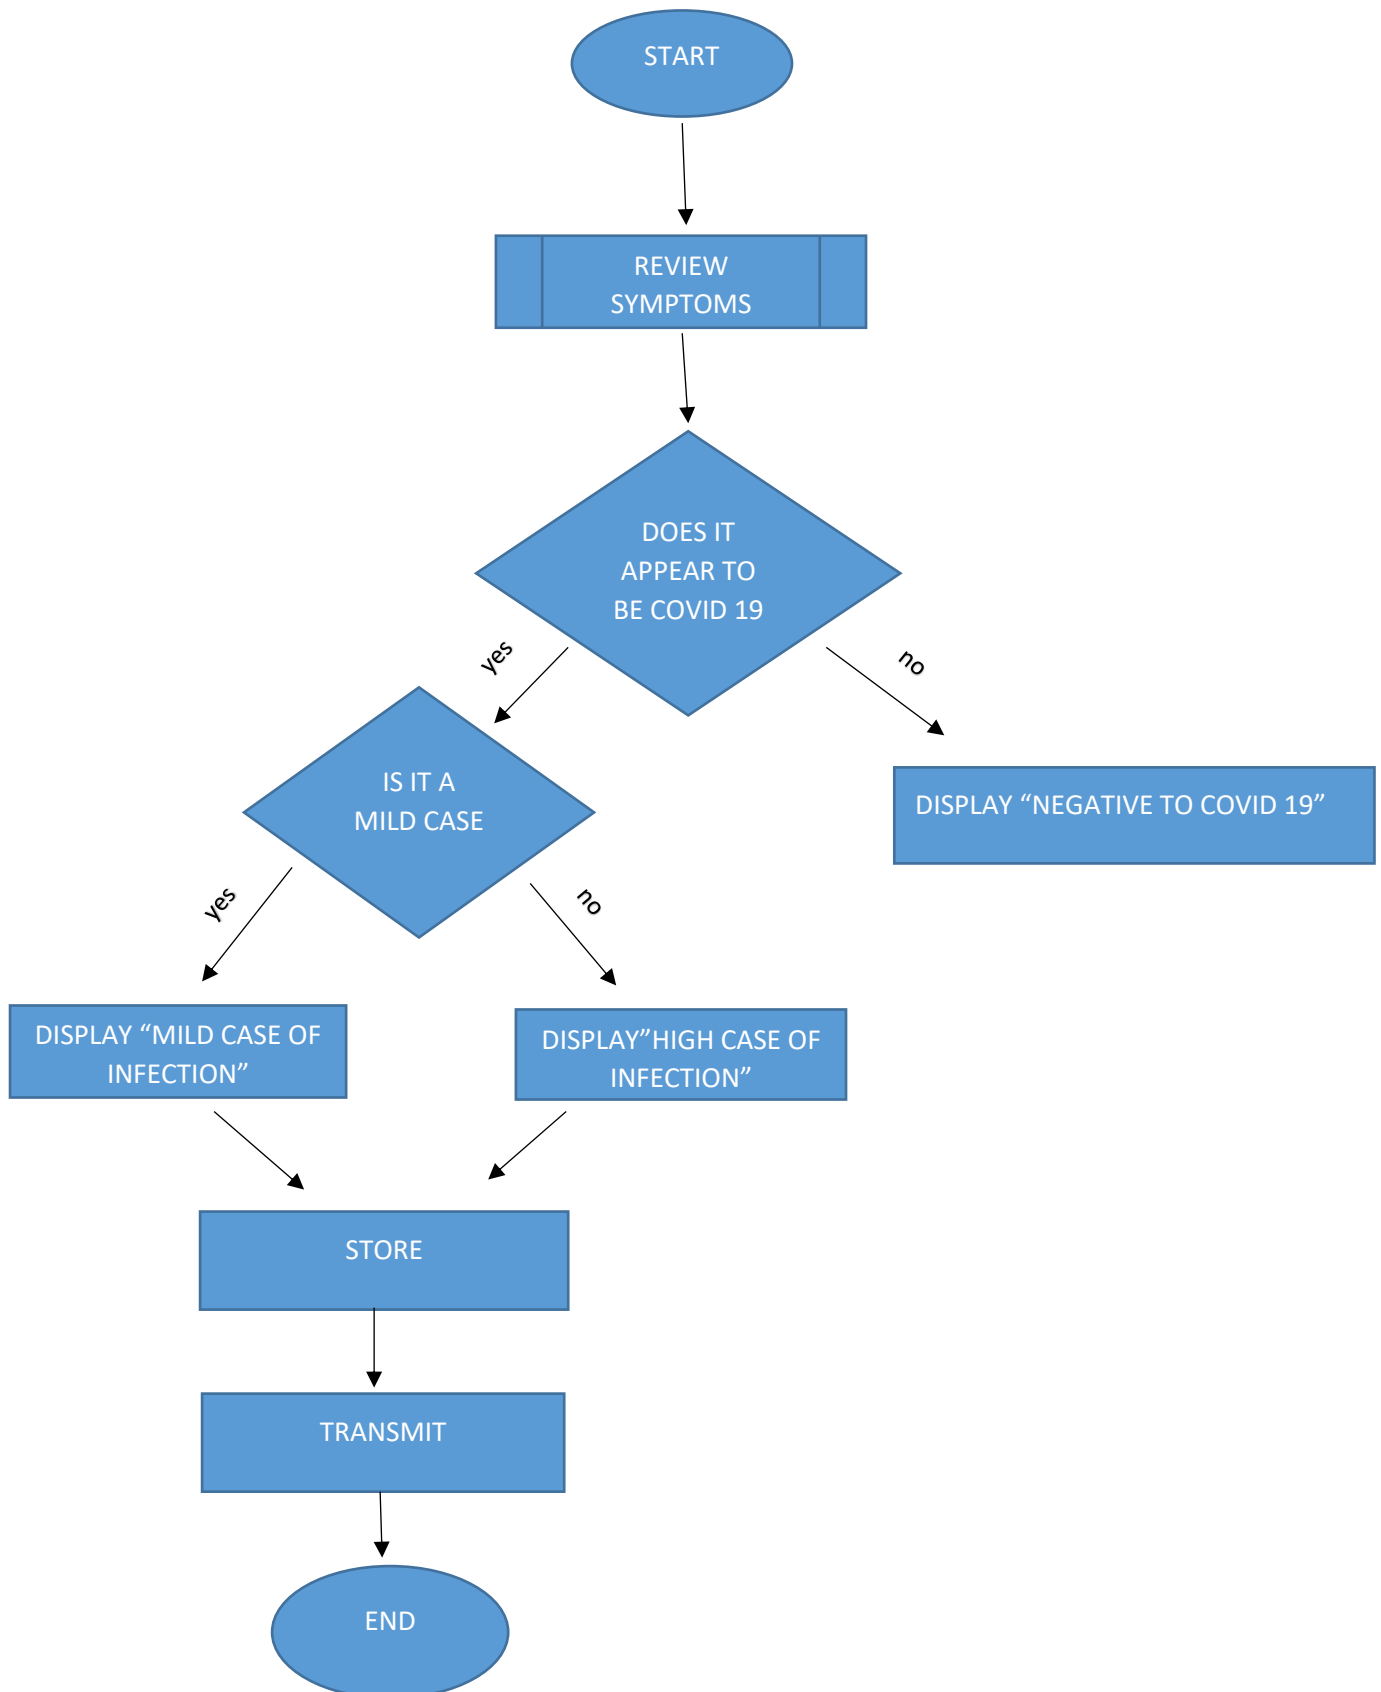 START
REVIEW
SYMPTOMS
DOES IT
APPEAR TO
BE COVID 19
yes
no
IS IT A
MILD CASE
DISPLAY “NEGATIVE TO COVID 19”
yes
no
DISPLAY “MILD CASE OF
INFECTION”
DISPLAY”HIGH CASE OF
INFECTION”
STORE
TRANSMIT
END